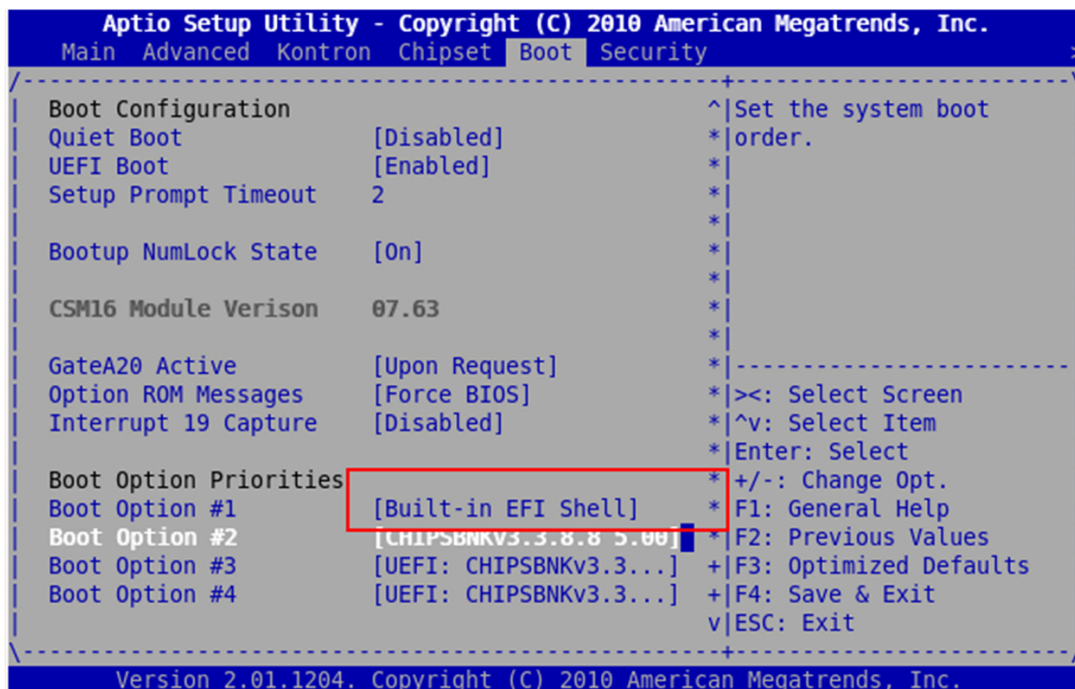 Aptio Setup Utility - Copyright (C) 2010 American Megatrends, Inc.
Main Advanced Kontron Chipset Boot Security >
/-----------------------------------------------------+-------------------------\
Boot Configuration ^|Set the system boot
Quiet Boot [Disabled] *|order.
UEFI Boot [Enabled] *|
Setup Prompt Timeout 2 *|
*|
Bootup NumLock State [On] *|
*|
CSM16 Module Verison 07.63 *|
*|
GateA20 Active [Upon Request] *|-------------------------
Option ROM Messages [Force BIOS] *|><: Select Screen
Interrupt 19 Capture [Disabled] *|^v: Select Item
*|Enter: Select
Boot Option Priorities *|+/-: Change Opt.
Boot Option #1 [Built-in EFI Shell] *|F1: General Help
Boot Option #2 [CHIPSBNKv3.3.8.8 5.00] *|F2: Previous Values
Boot Option #3 [UEFI: CHIPSBNKv3.3...] +|F3: Optimized Defaults
Boot Option #4 [UEFI: CHIPSBNKv3.3...] +|F4: Save & Exit
v|ESC: Exit
\-----------------------------------------------------+-------------------------/
Version 2.01.1204. Copyright (C) 2010 American Megatrends, Inc.